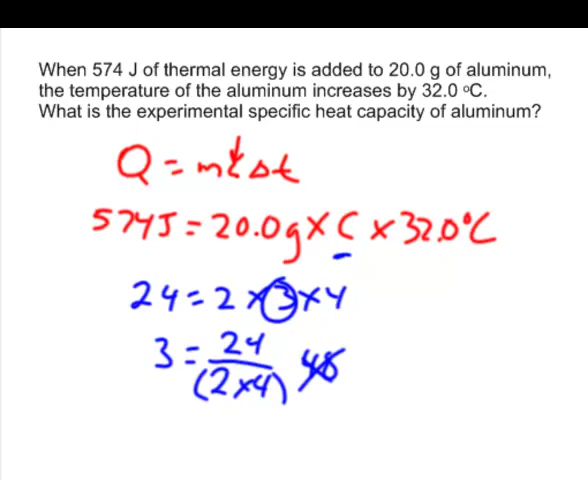 When 574 J of thermal energy is added to 20.0 g of aluminum,
the temperature of the aluminum increases by 32.0 ºC.
What is the experimental specific heat capacity of aluminum?
Q = mcΔt
574J = 20.0g × C × 32.0°C
24 = 2 × 3 × 4
3 = 24/(2×4)